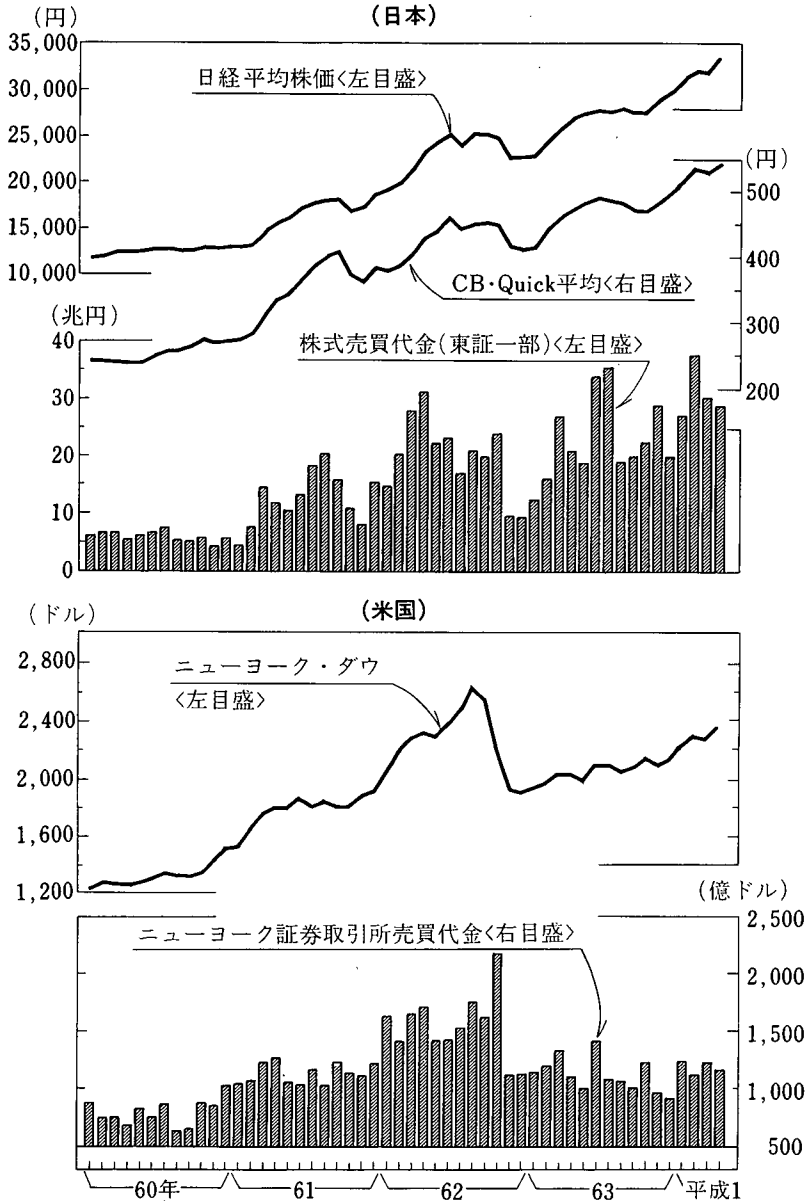 (日本)
(円)
35,000
30,000
25,000
20,000
15,000
10,000
日経平均株価<左目盛>
(円)
500
400
300
200
CB・Quick平均<右目盛>
(兆円)
40
30
20
10
0
株式売買代金(東証一部)<左目盛>
(米国)
(ドル)
2,800
2,400
2,000
1,600
1,200
ニューヨーク・ダウ
<左目盛>
(億ドル)
2,500
2,000
1,500
1,000
500
ニューヨーク証券取引所売買代金<右目盛>
60年 61 62 63 平成1